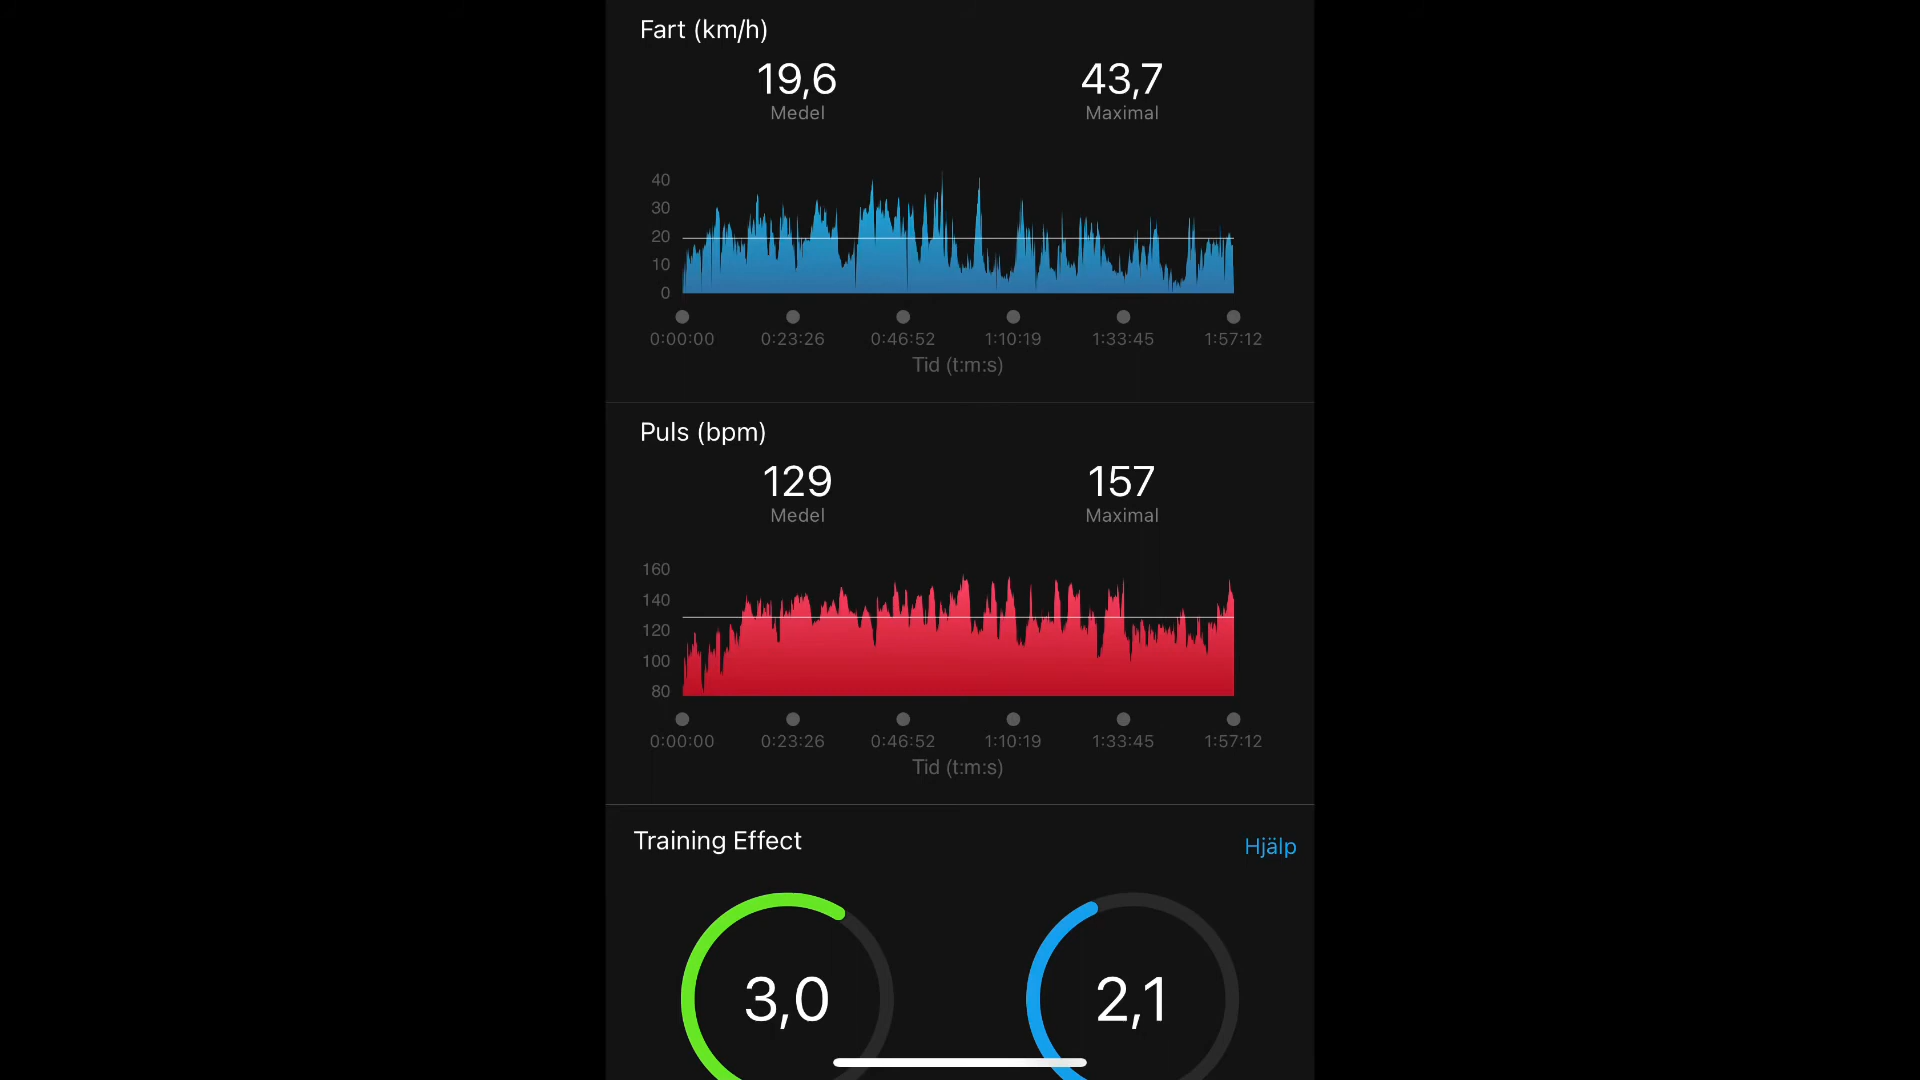 Fart (km/h)
19,6 43,7
Medel Maximal
40
30
20
10
0
0:00:00 0:23:26 0:46:52 1:10:19 1:33:45 1:57:12
Tid (t:m:s)
Puls (bpm)
129 157
Medel Maximal
160
140
120
100
80
0:00:00 0:23:26 0:46:52 1:10:19 1:33:45 1:57:12
Tid (t:m:s)
Training Effect Hjälp
3,0 2,1